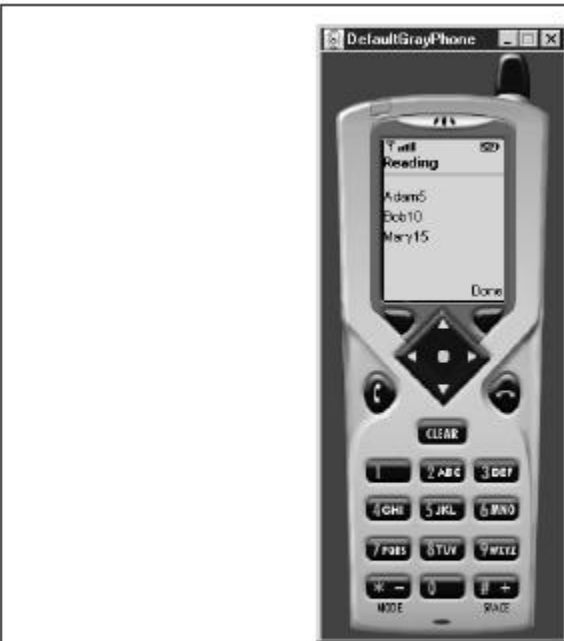 DefaultGrayPhone
Reading
Adam5
Bob10
Mary15
Done
CLEAR
1 2 ABC 3 DEF
4 GHI 5 JKL 6 MNO
7 PQRS 8 TUV 9 WXYZ
* - 0 # +
MODE SPACE